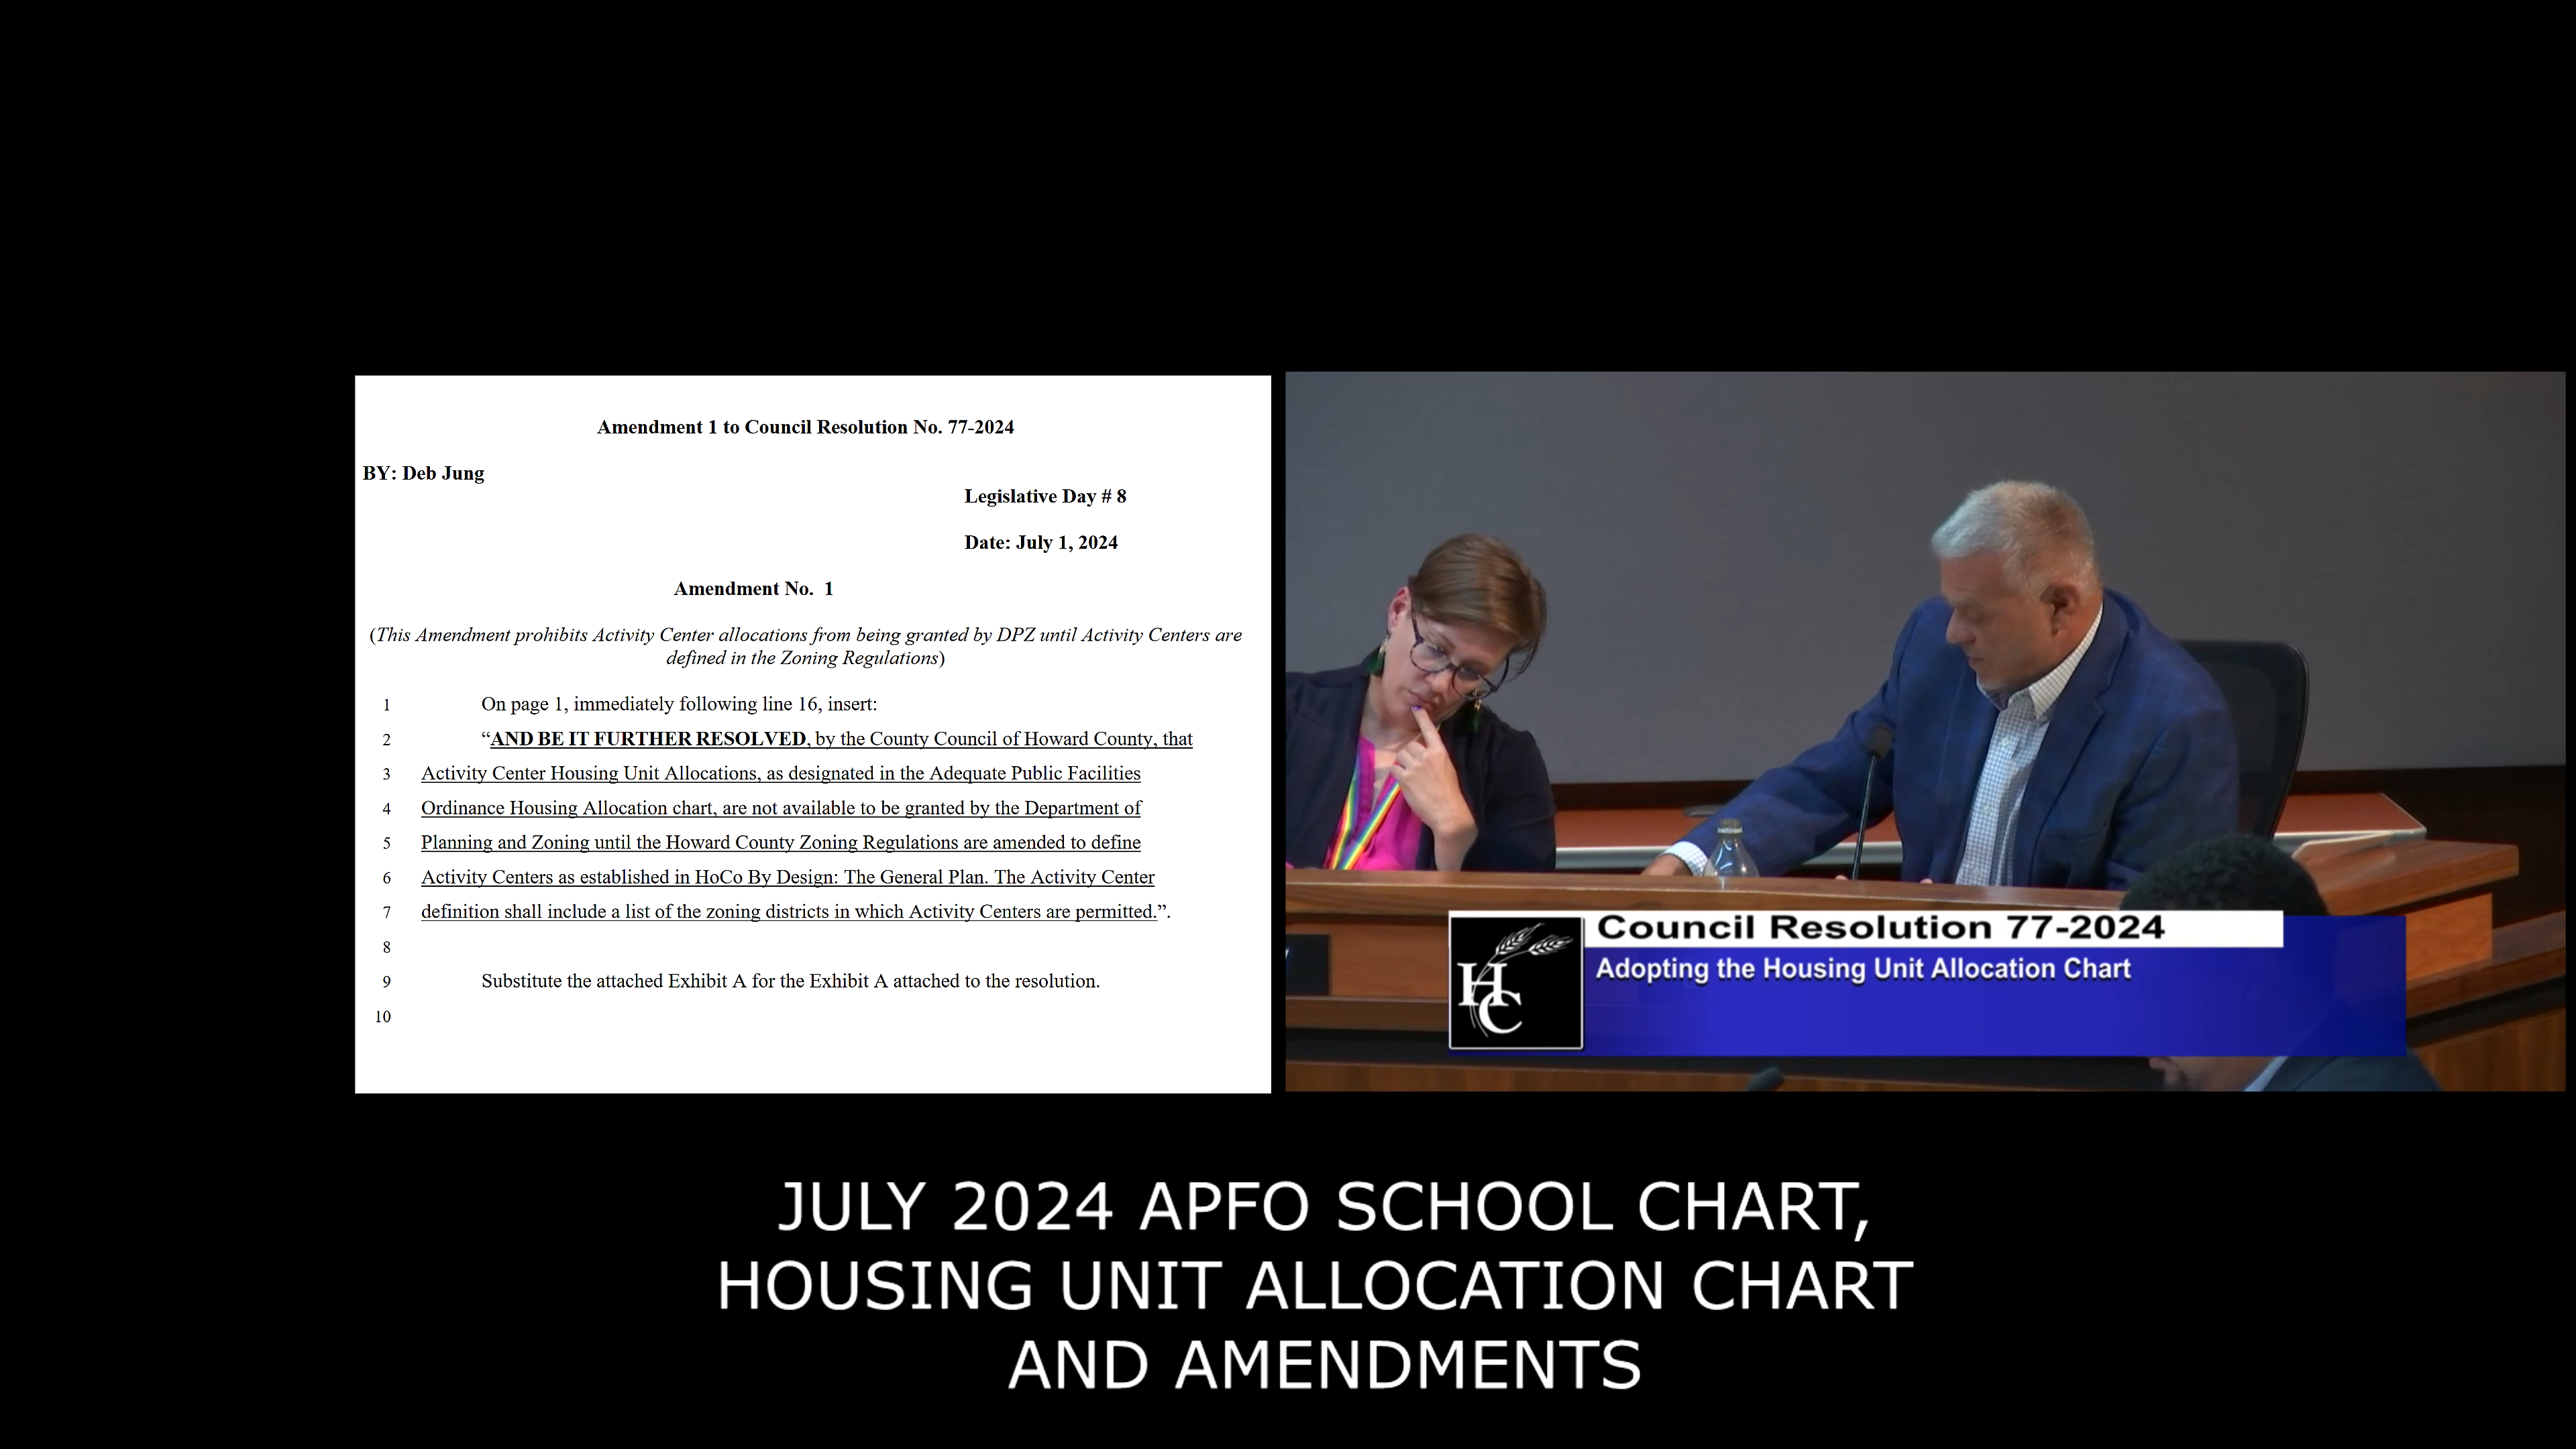 Amendment 1 to Council Resolution No. 77-2024
BY: Deb Jung
Legislative Day # 8
Date: July 1, 2024
Amendment No. 1
(This Amendment prohibits Activity Center allocations from being granted by DPZ until Activity Centers are
defined in the Zoning Regulations)
1 On page 1, immediately following line 16, insert:
2 “AND BE IT FURTHER RESOLVED, by the County Council of Howard County, that
3 Activity Center Housing Unit Allocations, as designated in the Adequate Public Facilities
4 Ordinance Housing Allocation chart, are not available to be granted by the Department of
5 Planning and Zoning until the Howard County Zoning Regulations are amended to define
6 Activity Centers as established in HoCo By Design: The General Plan. The Activity Center
7 definition shall include a list of the zoning districts in which Activity Centers are permitted.”.
8
9 Substitute the attached Exhibit A for the Exhibit A attached to the resolution.
10
HC
Council Resolution 77-2024
Adopting the Housing Unit Allocation Chart
JULY 2024 APFO SCHOOL CHART,
HOUSING UNIT ALLOCATION CHART
AND AMENDMENTS